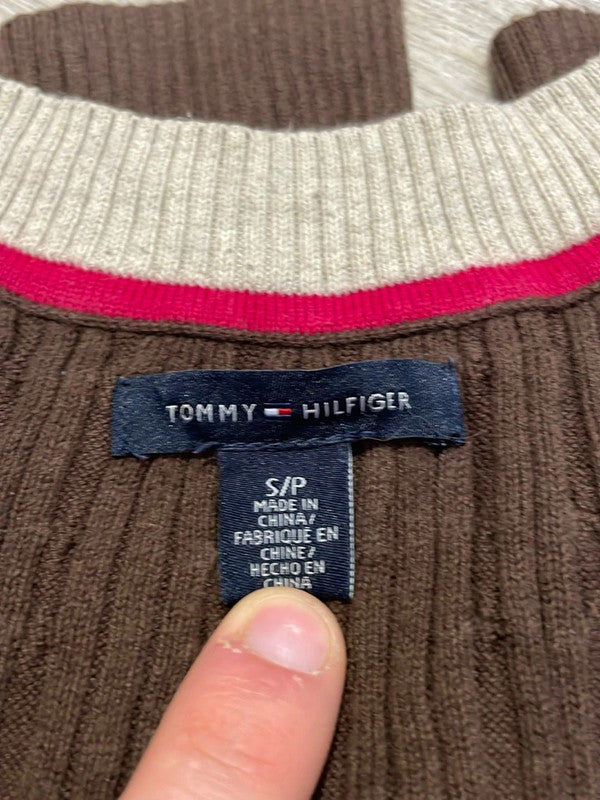 TOMMY HILFIGER
S/P
MADE IN
CHINA/
FABRIQUÉ EN
CHINE/
HECHO EN
CHINA